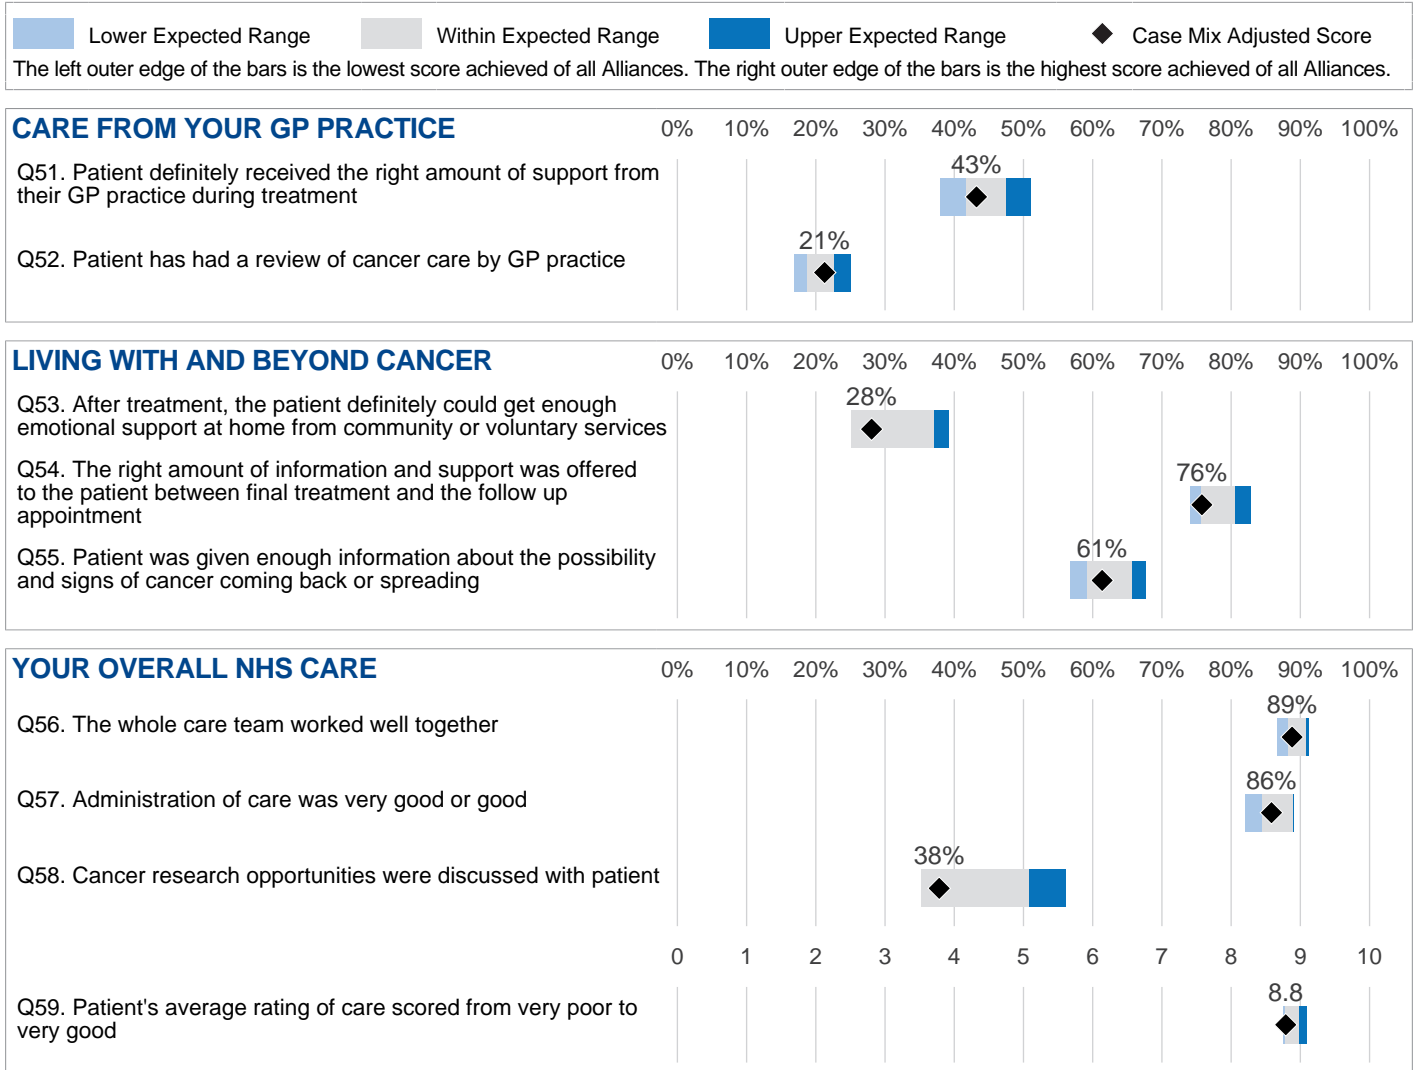 Lower Expected Range Within Expected Range Upper Expected Range Case Mix Adjusted Score
The left outer edge of the bars is the lowest score achieved of all Alliances. The right outer edge of the bars is the highest score achieved of all Alliances.
CARE FROM YOUR GP PRACTICE 0% 10% 20% 30% 40% 50% 60% 70% 80% 90% 100%
43%
Q51. Patient definitely received the right amount of support from
their GP practice during treatment
21%
Q52. Patient has had a review of cancer care by GP practice
LIVING WITH AND BEYOND CANCER 0% 10% 20% 30% 40% 50% 60% 70% 80% 90% 100%
28%
Q53. After treatment, the patient definitely could get enough
emotional support at home from community or voluntary services
Q54. The right amount of information and support was offered
76%
to the patient between final treatment and the follow up
appointment
61%
Q55. Patient was given enough information about the possibility
and signs of cancer coming back or spreading
YOUR OVERALL NHS CARE 0% 10% 20% 30% 40% 50% 60% 70% 80% 90% 100%
89%
Q56. The whole care team worked well together
86%
Q57. Administration of care was very good or good
38%
Q58. Cancer research opportunities were discussed with patient
0 1 2 3 4 5 6 7 8 9 10
8.8
Q59. Patient's average rating of care scored from very poor to
very good